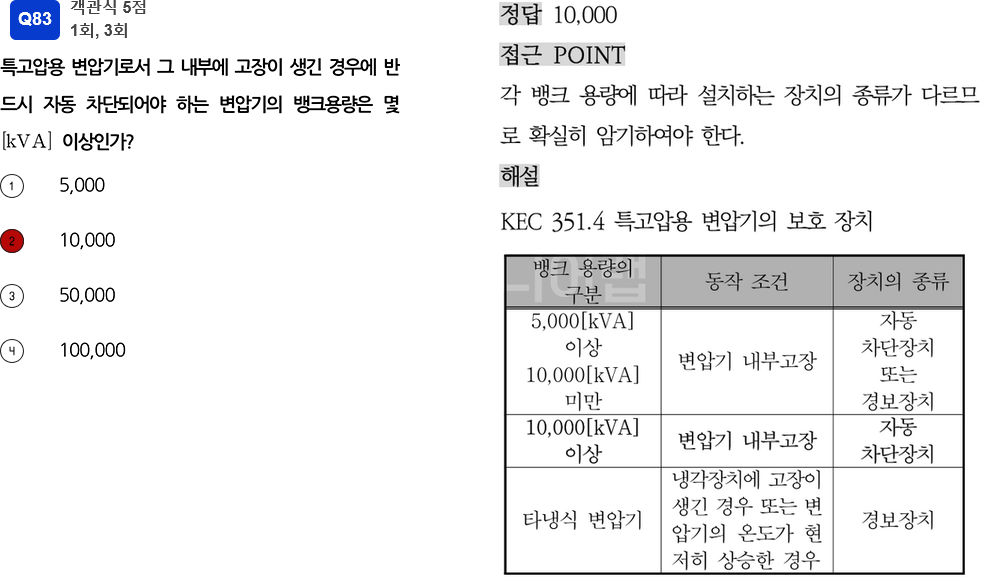 Q83
객관식 5점
1회, 3회
특고압용 변압기로서 그 내부에 고장이 생긴 경우에 반
드시 자동 차단되어야 하는 변압기의 뱅크용량은 몇
[kVA] 이상인가?
1 5,000
2 10,000
3 50,000
4 100,000
정답 10,000
접근 POINT
각 뱅크 용량에 따라 설치하는 장치의 종류가 다르므
로 확실히 암기하여야 한다.
해설
KEC 351.4 특고압용 변압기의 보호 장치
뱅크 용량의
구분
동작 조건
장치의 종류
5,000[kVA]
이상
10,000[kVA]
미만
변압기 내부고장
자동
차단장치
또는
경보장치
10,000[kVA]
이상
변압기 내부고장
자동
차단장치
타냉식 변압기
냉각장치에 고장이
생긴 경우 또는 변
압기의 온도가 현
저히 상승한 경우
경보장치